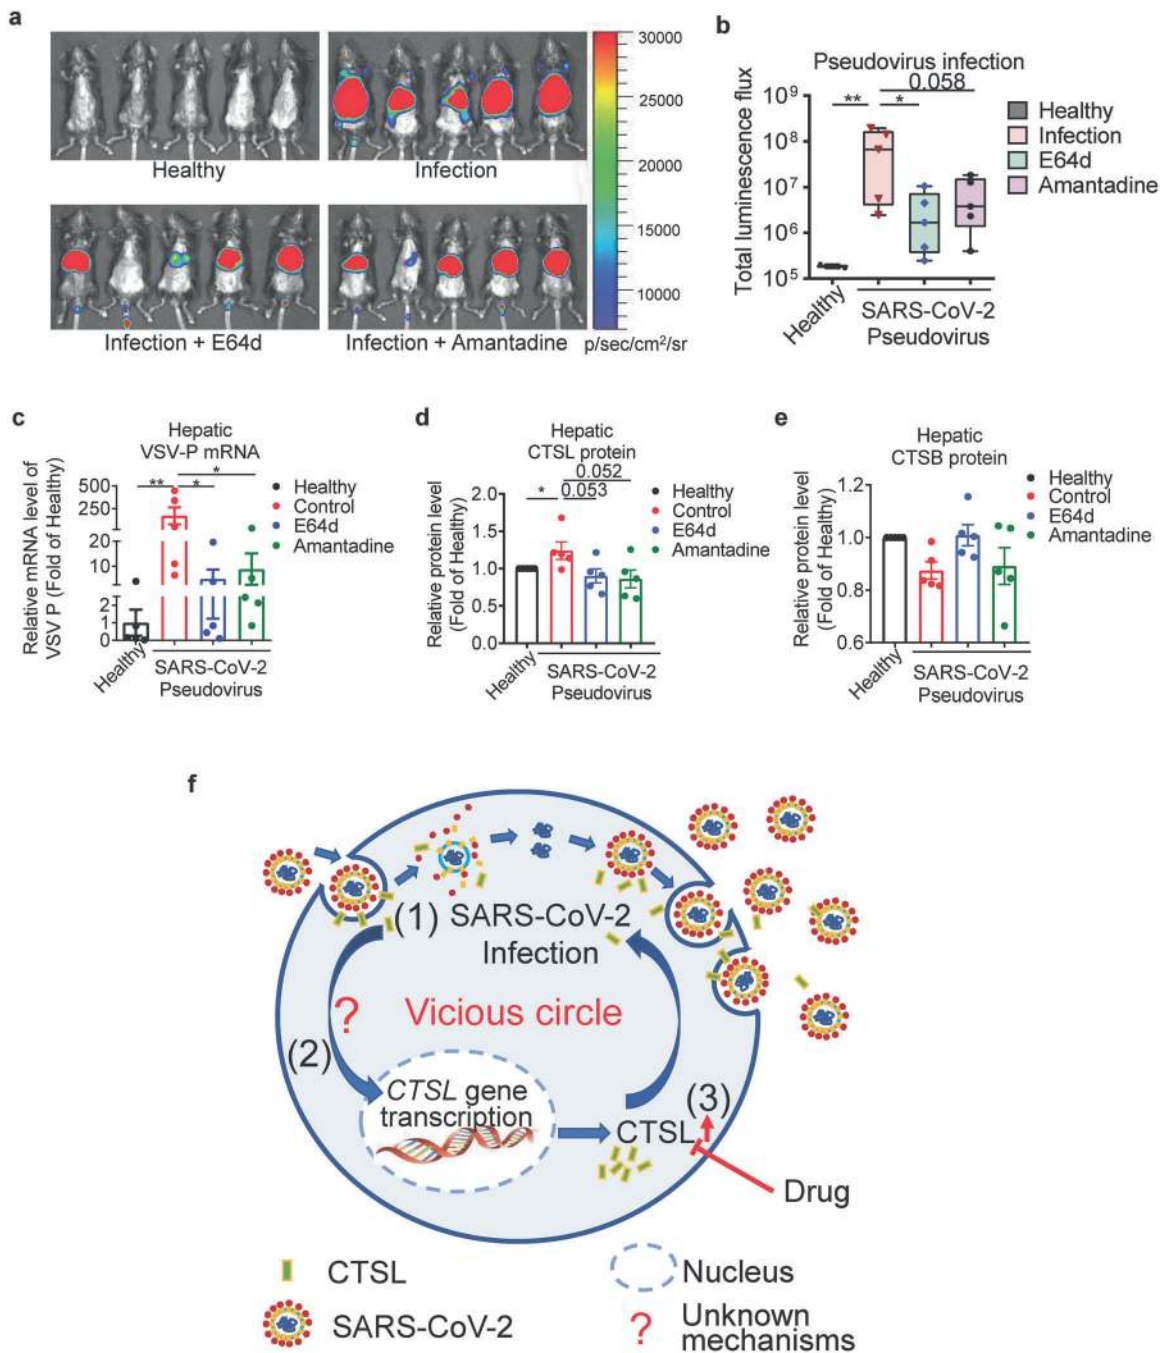 a
Healthy
Infection
Infection + E64d
Infection + Amantadine
30000
25000
20000
15000
10000
p/sec/cm²/sr
b
Pseudovirus infection
0.058
**
*
Total luminescence flux
10⁹
10⁸
10⁷
10⁶
10⁵
Healthy
SARS-CoV-2
Pseudovirus
Healthy
Infection
E64d
Amantadine
c
Hepatic
VSV-P mRNA
*
**
*
Relative mRNA level of
VSV P (Fold of Healthy)
500
250
20
10
2
1
0
Healthy
SARS-CoV-2
Pseudovirus
Healthy
Control
E64d
Amantadine
d
Hepatic
CTSL protein
0.052
*
0.053
Relative protein level
(Fold of Healthy)
2.0
1.5
1.0
0.5
0.0
Healthy
SARS-CoV-2
Pseudovirus
Healthy
Control
E64d
Amantadine
e
Hepatic
CTSB protein
Relative protein level
(Fold of Healthy)
1.2
1.0
0.8
0.6
Healthy
SARS-CoV-2
Pseudovirus
Healthy
Control
E64d
Amantadine
f
(1) SARS-CoV-2
Infection
?
Vicious circle
(2)
CTSL gene
transcription
(3)
CTSL
Drug
CTSL
Nucleus
SARS-CoV-2
?
Unknown
mechanisms